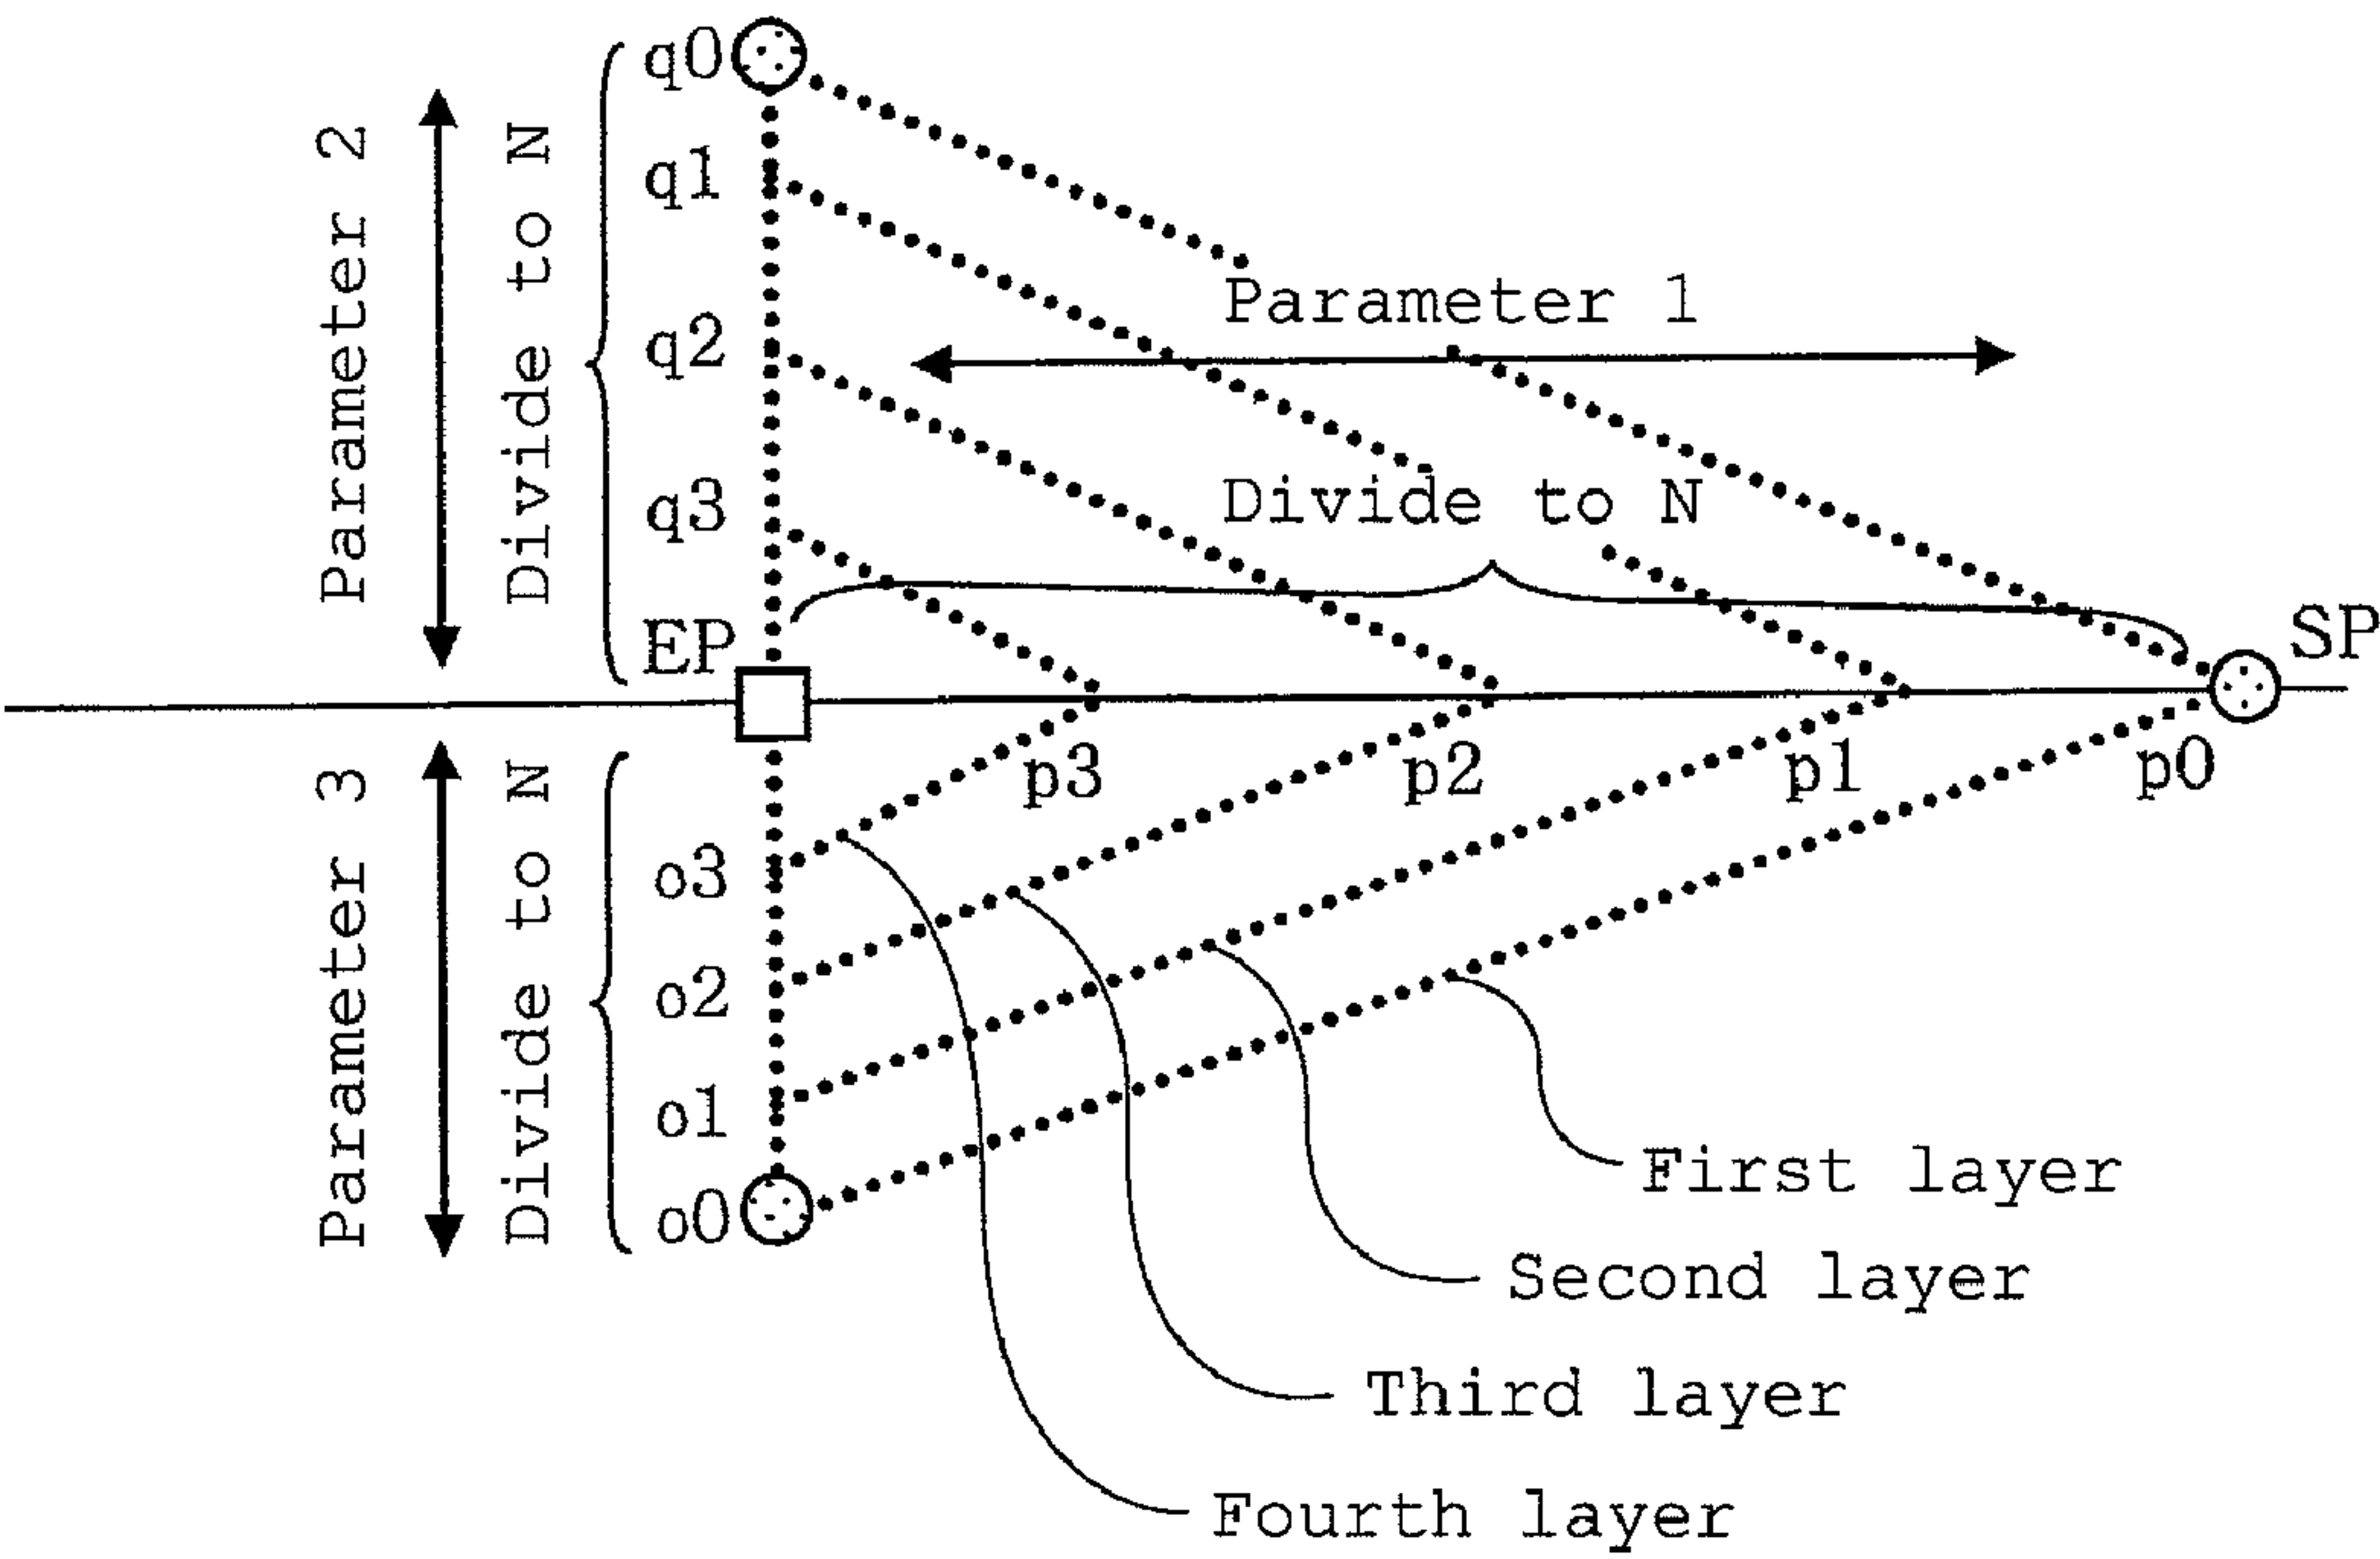 Parameter 2
Divide to N
q0
q1
q2
q3
EP
Parameter 1
Divide to N
SP
p3
p2
p1
p0
Parameter 3
Divide to N
o3
o2
o1
o0
First layer
Second layer
Third layer
Fourth layer